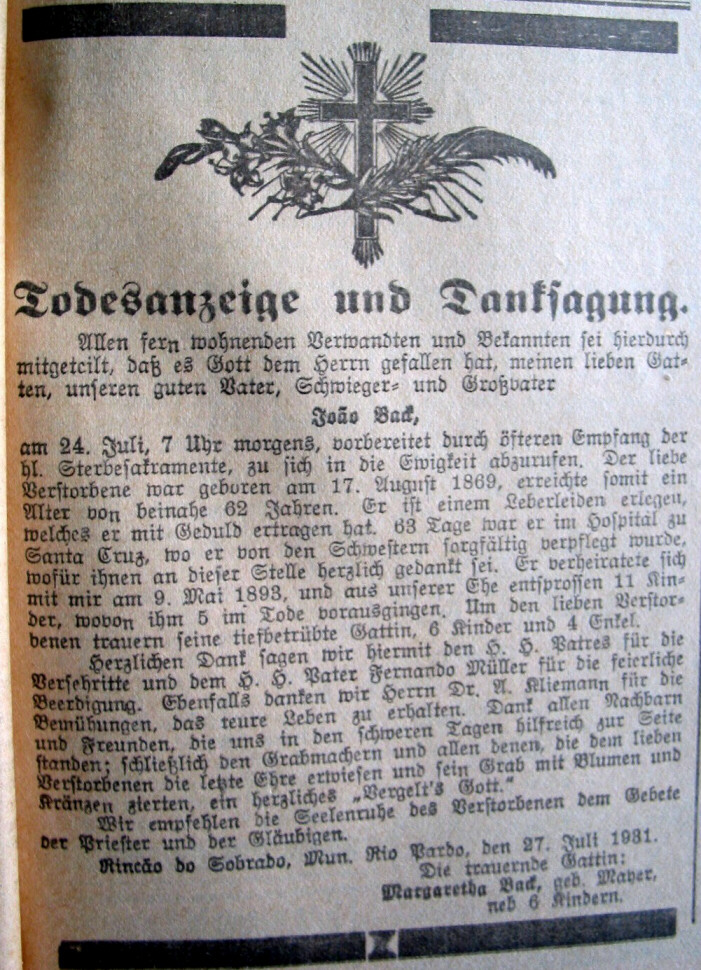 Todesanzeige und Danksagung.
Allen fern wohnenden Verwandten und Bekannten sei hierdurch
mitgeteilt, daß es Gott dem Herrn gefallen hat, meinen lieben Gat-
ten, unseren guten Vater, Schwieger- und Großvater
João Back,
am 24. Juli, 7 Uhr morgens, vorbereitet durch öfteren Empfang der
hl. Sterbesakramente, zu sich in die Ewigkeit abzurufen. Der liebe
Verstorbene war geboren am 17. August 1869, erreichte somit ein
Alter von beinahe 62 Jahren. Er ist einem Leberleiden erlegen,
welches er mit Geduld ertragen hat. 63 Tage war er im Hospital zu
Santa Cruz, wo er von den Schwestern sorgfältig verpflegt wurde,
wofür ihnen an dieser Stelle herzlich gedankt sei. Er verheiratete sich
mit mir am 9. Mai 1893, und aus unserer Ehe entsprossen 11 Kin-
der, wovon ihm 5 im Tode vorausgingen. Um den lieben Verstor-
benen trauern seine tiefbetrübte Gattin, 6 Kinder und 4 Enkel.
Herzlichen Dank sagen wir hiermit den H. H. Patres für die
Versehritte und dem H. H. Pater Fernando Müller für die feierliche
Beerdigung. Ebenfalls danken wir Herrn Dr. A. Kliemann für die
Bemühungen, das teure Leben zu erhalten. Dank allen Nachbarn
und Freunden, die uns in den schweren Tagen hilfreich zur Seite
standen; schließlich den Grabmachern und allen denen, die dem lieben
Verstorbenen die letzte Ehre erwiesen und sein Grab mit Blumen und
Kränzen zierten, ein herzliches „Vergelt's Gott."
Wir empfehlen die Seelenruhe des Verstorbenen dem Gebete
der Priester und der Gläubigen.
Rincão do Sobrado, Mun. Rio Pardo, den 27. Juli 1931.
Die trauernde Gattin:
Margaretha Back, geb. Mayer,
neb 6 Kindern.